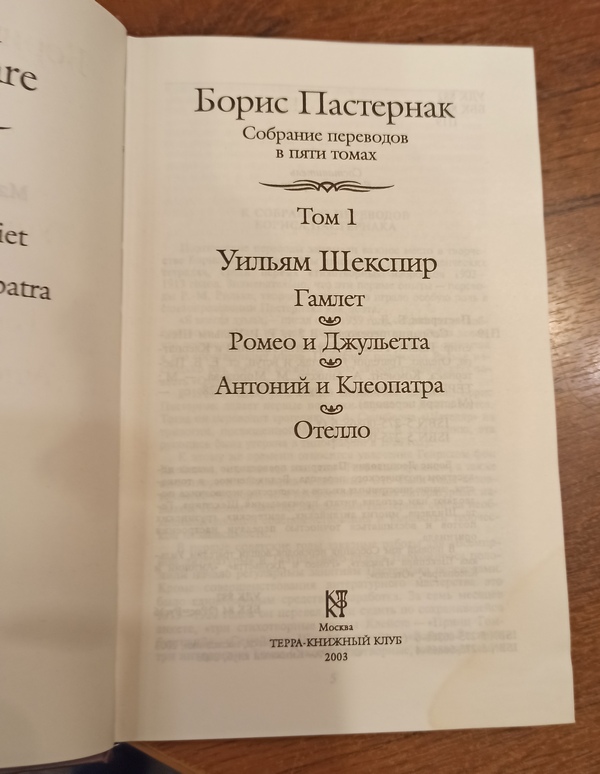 Борис Пастернак
Собрание переводов
в пяти томах
Том 1
Уильям Шекспир
Гамлет
Ромео и Джульетта
Антоний и Клеопатра
Отелло
Москва
ТЕРРА-КНИЖНЫЙ КЛУБ
2003